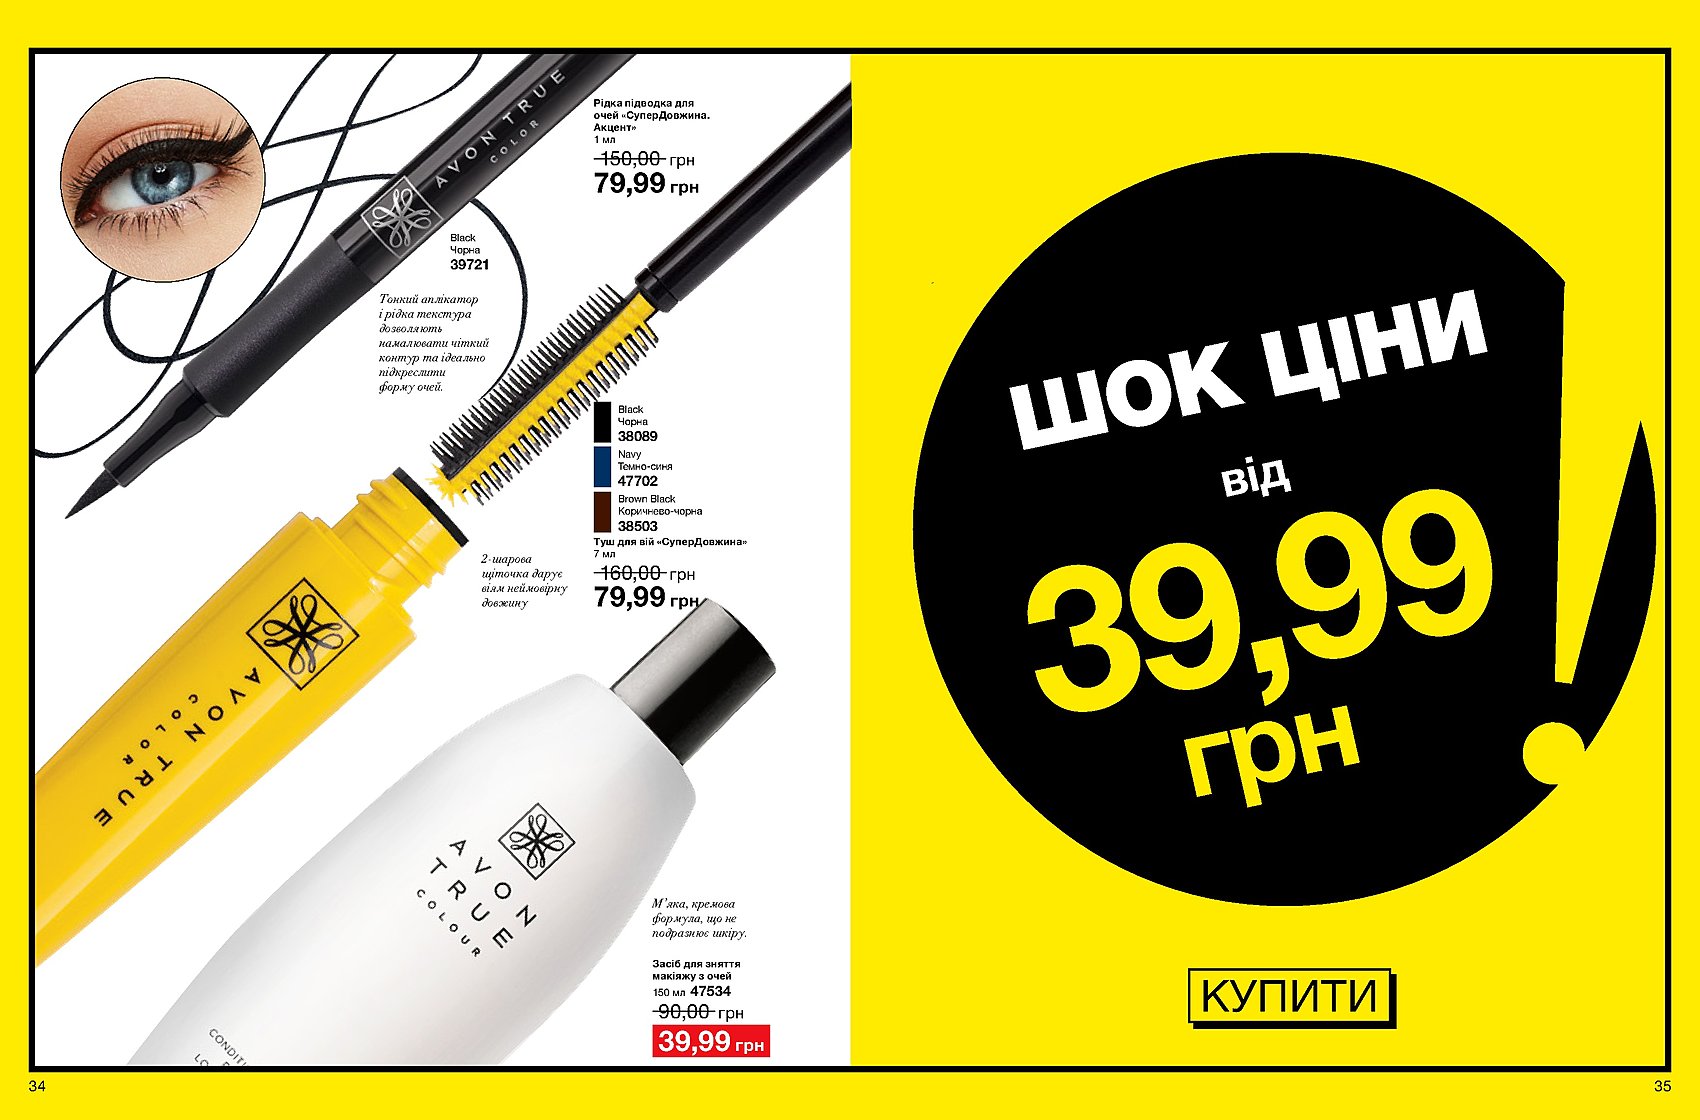 AVON TRUE
COLOR
Рідка підводка для
очей «СуперДовжина.
Акцент»
1 мл
150,00 грн
79,99 грн
Black
Чорна
39721
Тонкий аплікатор
і рідка текстура
дозволяють
намалювати чіткий
контур та ідеально
підкреслити
форму очей.
Black
Чорна
38089
Navy
Темно-синя
47702
Brown Black
Коричнево-чорна
38503
Туш для вій «СуперДовжина»
7 мл
160,00 грн
79,99 грн
2-шарова
щіточка дарує
віям неймовірну
довжину
AVON TRUE
COLOR
AVON
TRUE
COLOUR
М’яка, кремова
формула, що не
подразнює шкіру.
Засіб для зняття
макіяжу з очей
150 мл 47534
90,00 грн
39,99 грн
34
ШОК ЦІНИ
від
39,99
грн
!
КУПИТИ
35